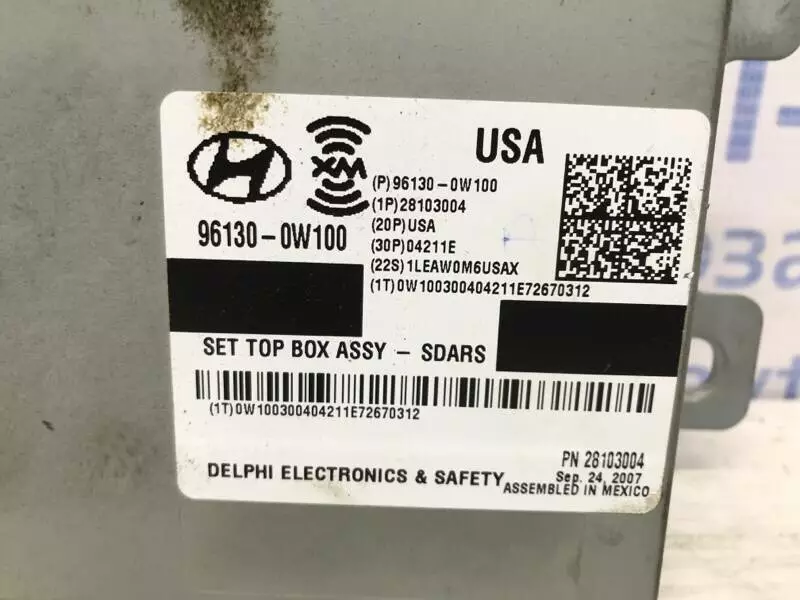 USA
XM
(P)96130-0W100
(1P)28103004
(20P)USA
96130-0W100
(30P)04211E
(22S)1LEAW0M6USAX
(1T)0W100300404211E72670312
SET TOP BOX ASSY - SDARS
(1T)0W100300404211E72670312
PN 28103004
DELPHI ELECTRONICS & SAFETY
Sep. 24, 2007
ASSEMBLED IN MEXICO